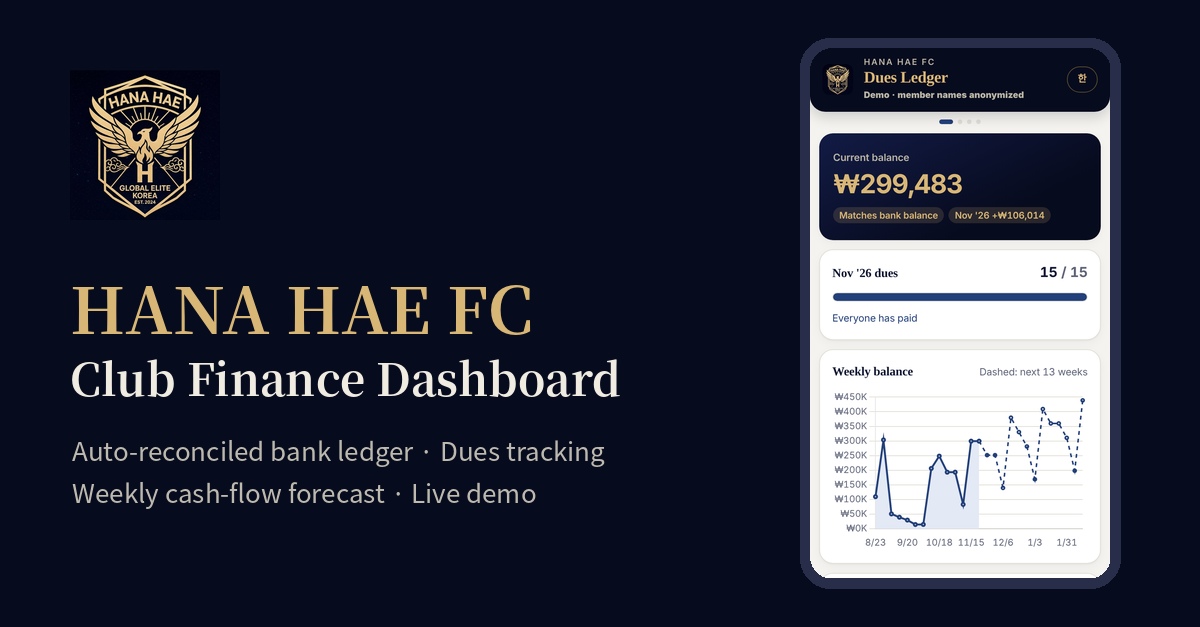 HANA HAE
H
GLOBAL ELITE
KOREA
EST. 2024
HANA HAE FC
Club Finance Dashboard
Auto-reconciled bank ledger · Dues tracking
Weekly cash-flow forecast · Live demo
HANA HAE FC
Dues Ledger
Demo · member names anonymized
한
Current balance
₩299,483
Matches bank balance
Nov '26 +₩106,014
Nov '26 dues
15 / 15
Everyone has paid
Weekly balance
Dashed: next 13 weeks
₩450K
₩400K
₩350K
₩300K
₩250K
₩200K
₩150K
₩100K
₩50K
₩0K
8/23 9/20 10/18 11/15 12/6 1/3 1/31